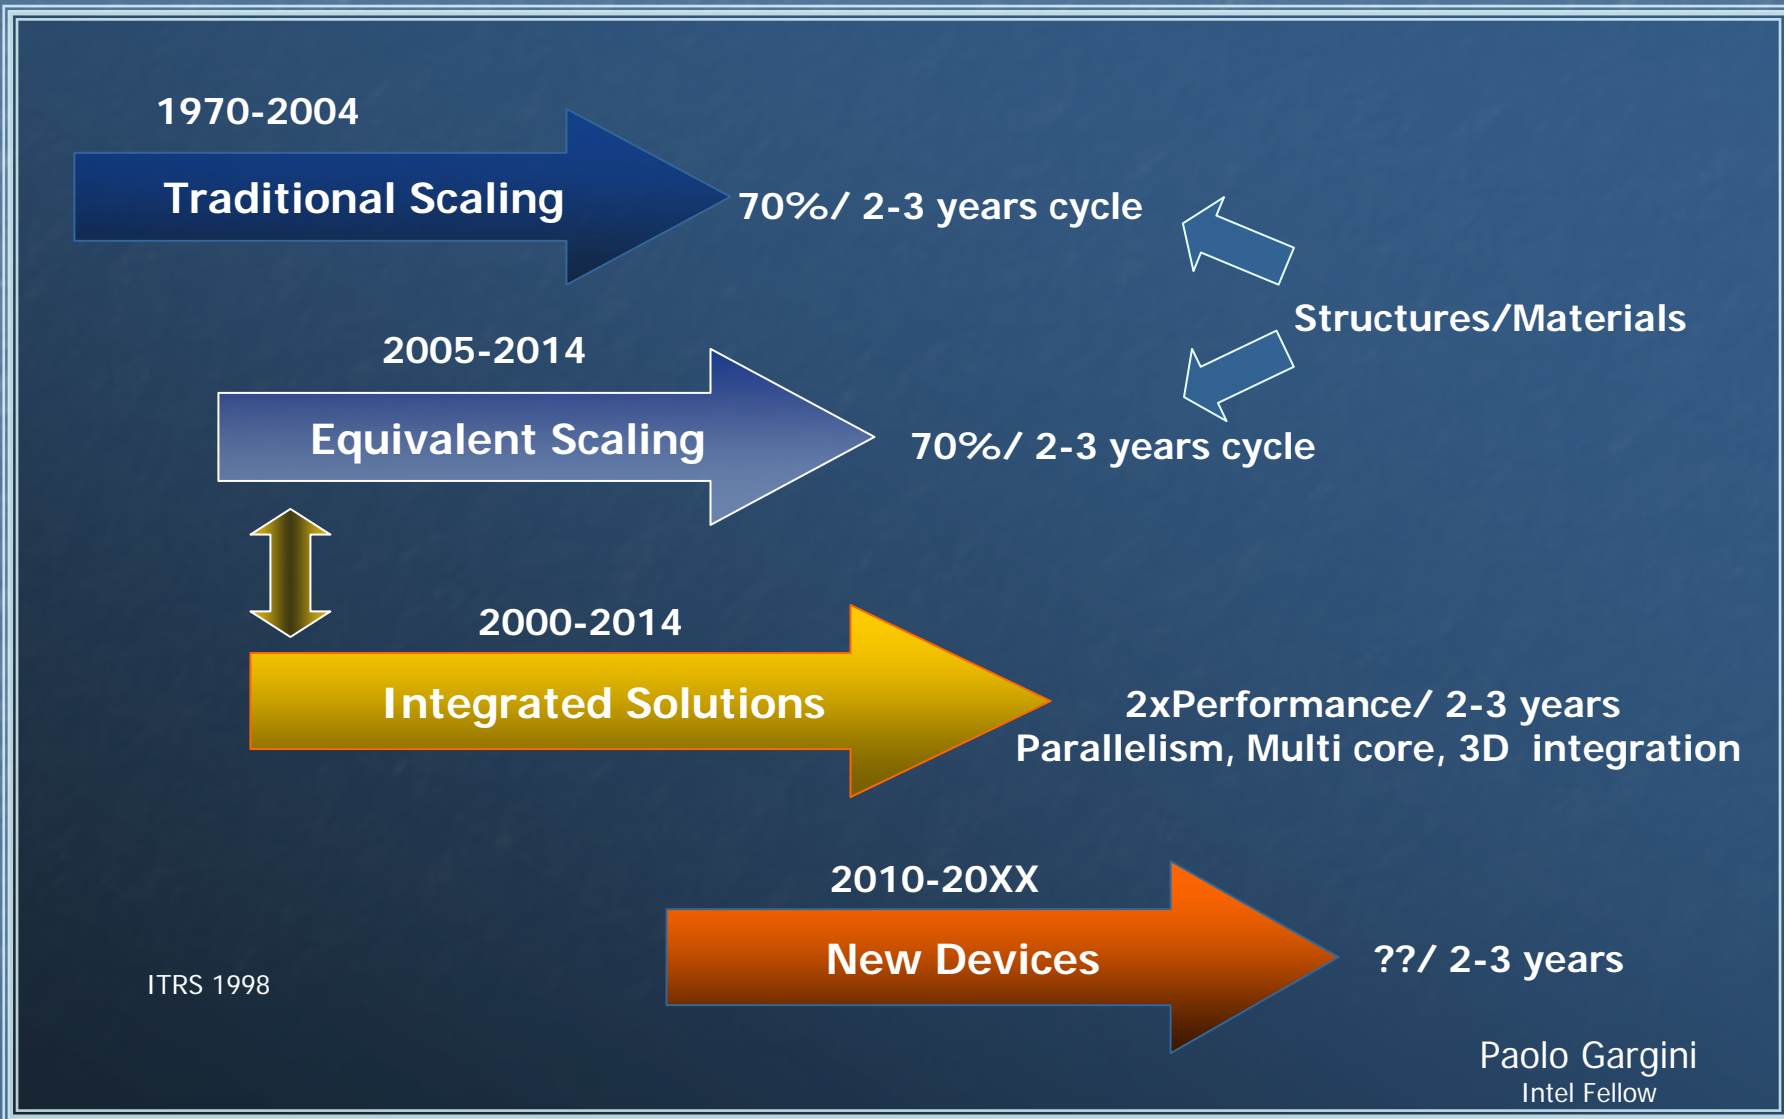 1970-2004
Traditional Scaling
70%/ 2-3 years cycle
Structures/Materials
2005-2014
Equivalent Scaling
70%/ 2-3 years cycle
2000-2014
Integrated Solutions
2xPerformance/ 2-3 years
Parallelism, Multi core, 3D  integration
2010-20XX
New Devices
??/ 2-3 years
ITRS 1998
Paolo Gargini
Intel Fellow